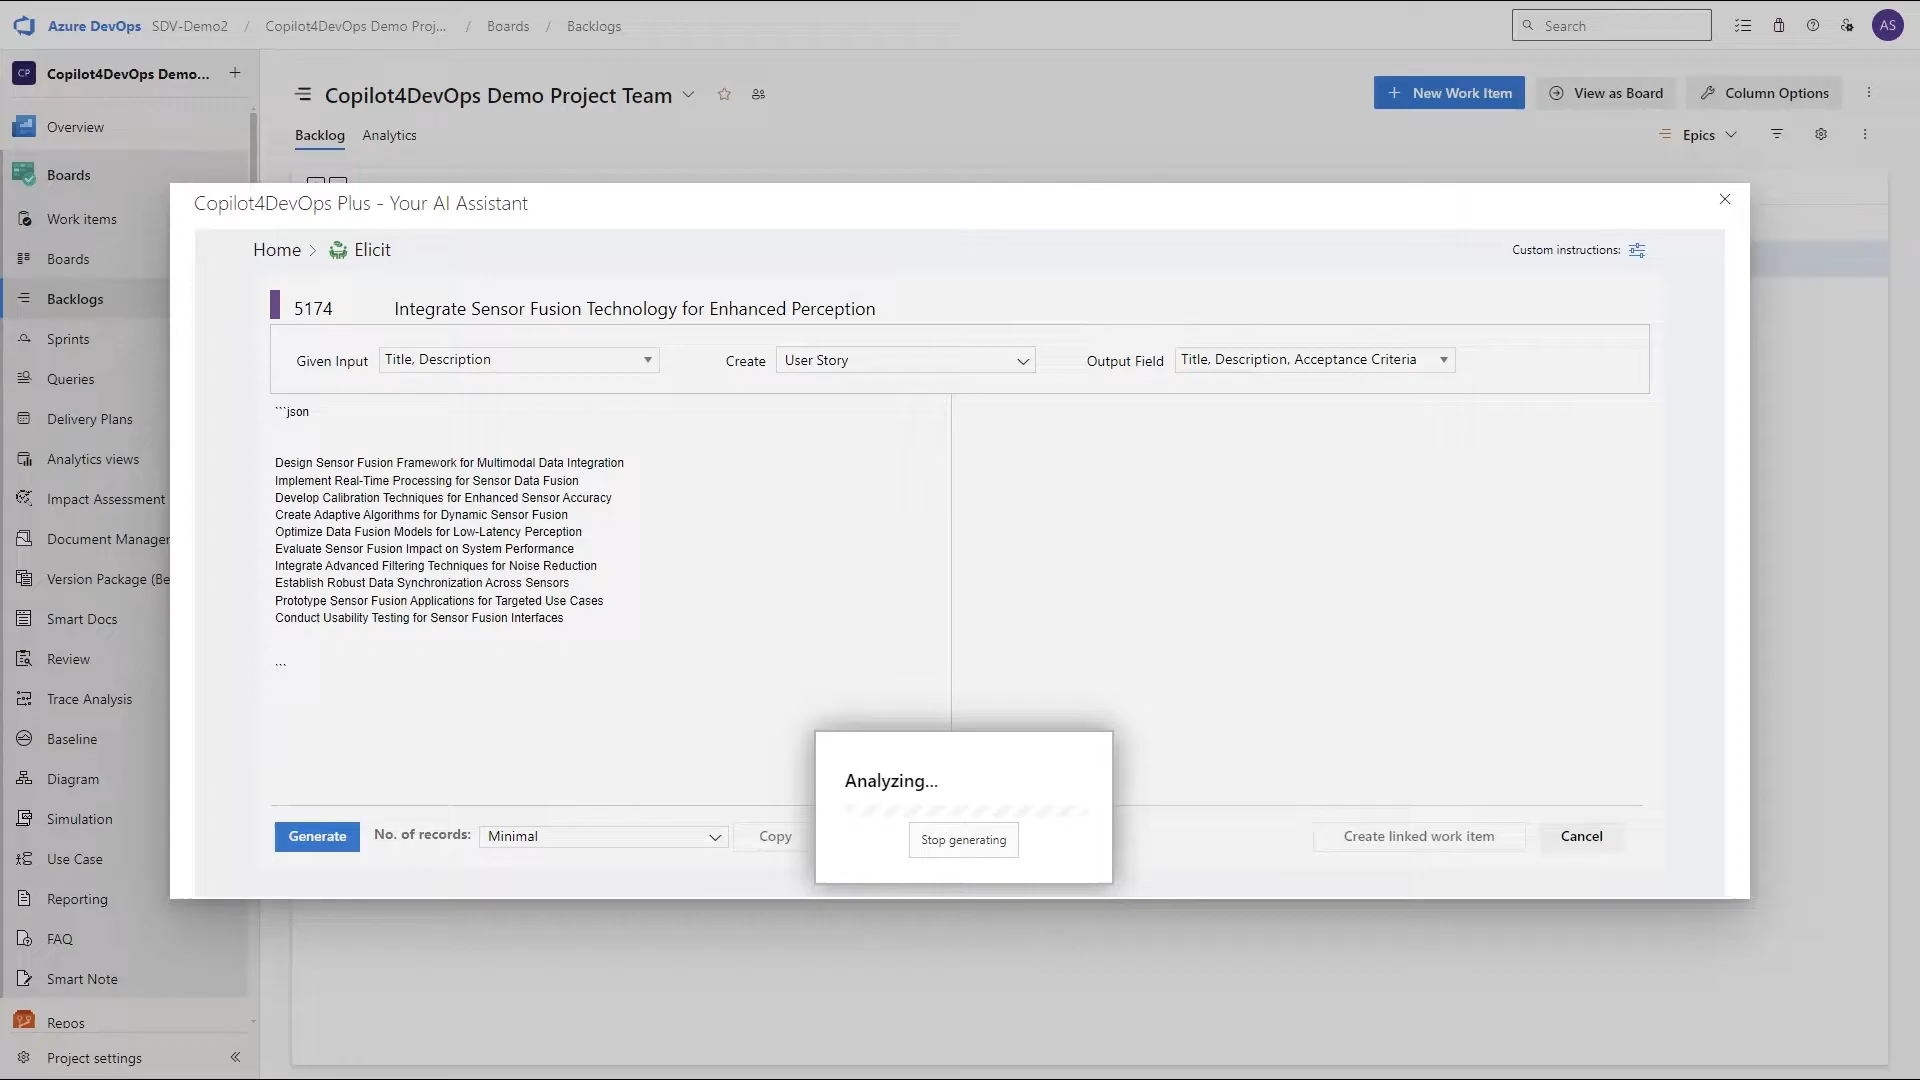 Azure DevOps SDV-Demo2 / Copilot4DevOps Demo Proj... / Boards / Backlogs
Search
AS
CP Copilot4DevOps Demo... +
Overview
Boards
Work items
Boards
Backlogs
Sprints
Queries
Delivery Plans
Analytics views
Impact Assessment
Document Manager
Version Package (Be
Smart Docs
Review
Trace Analysis
Baseline
Diagram
Simulation
Use Case
Reporting
FAQ
Smart Note
Repos
Project settings
Copilot4DevOps Demo Project Team
+ New Work Item
View as Board
Column Options
Backlog Analytics
Epics
Copilot4DevOps Plus - Your AI Assistant
Home > Elicit
Custom instructions:
5174 Integrate Sensor Fusion Technology for Enhanced Perception
Given Input Title, Description
Create User Story
Output Field Title, Description, Acceptance Criteria
```json
Design Sensor Fusion Framework for Multimodal Data Integration
Implement Real-Time Processing for Sensor Data Fusion
Develop Calibration Techniques for Enhanced Sensor Accuracy
Create Adaptive Algorithms for Dynamic Sensor Fusion
Optimize Data Fusion Models for Low-Latency Perception
Evaluate Sensor Fusion Impact on System Performance
Integrate Advanced Filtering Techniques for Noise Reduction
Establish Robust Data Synchronization Across Sensors
Prototype Sensor Fusion Applications for Targeted Use Cases
Conduct Usability Testing for Sensor Fusion Interfaces
```
Analyzing...
Stop generating
Generate
No. of records: Minimal
Copy
Create linked work item
Cancel